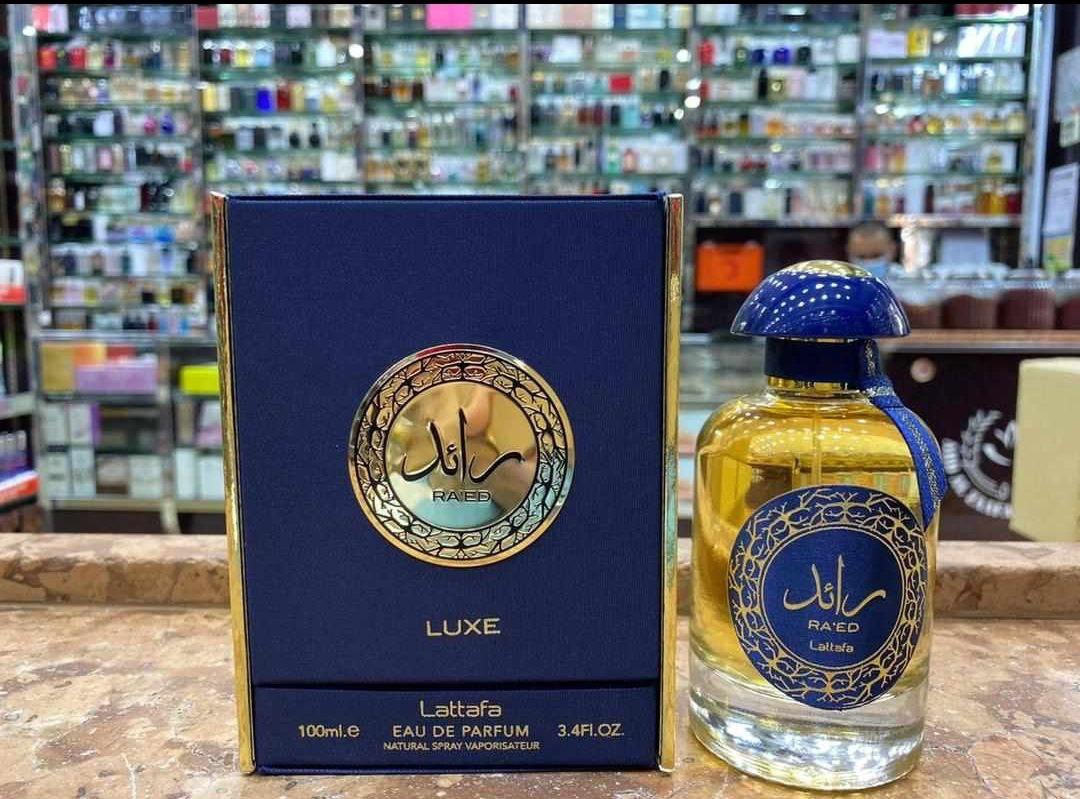 رائد
RA'ED
LUXE
Lattafa
100ml.e EAU DE PARFUM 3.4Fl.OZ.
NATURAL SPRAY VAPORISATEUR
رائد
RA'ED
Lattafa